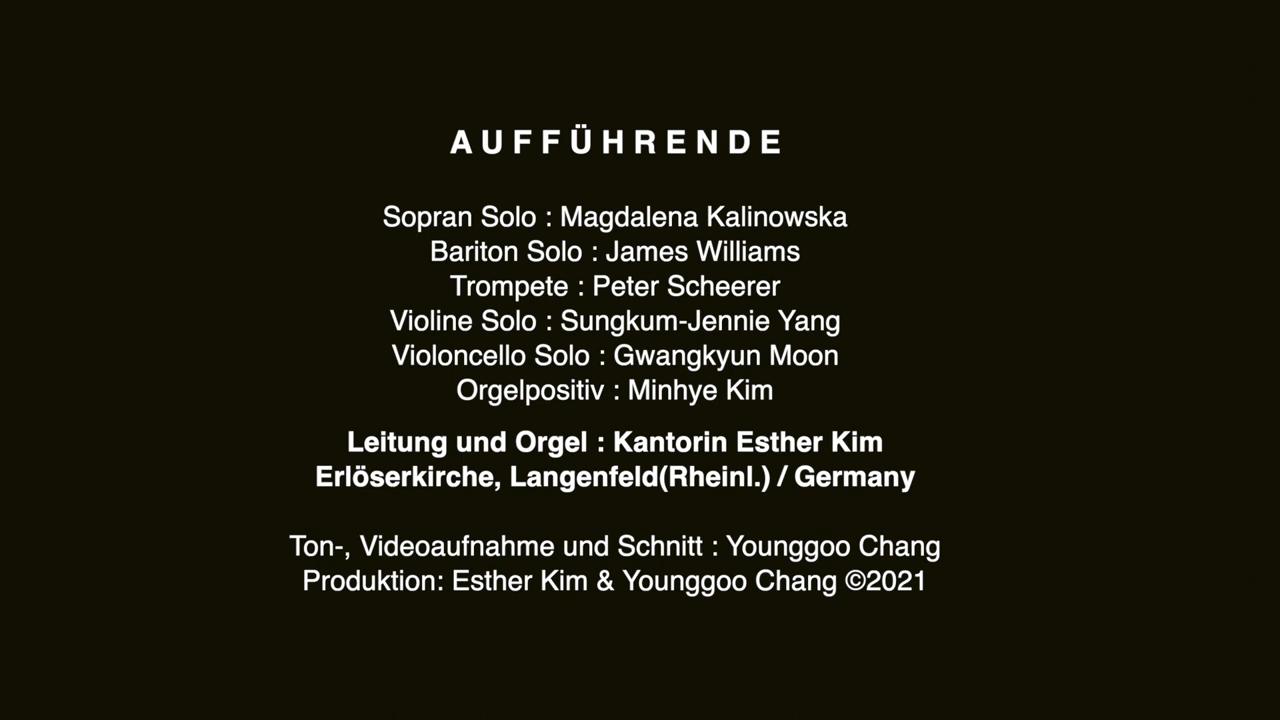 AUFFÜHRENDE
Sopran Solo : Magdalena Kalinowska
Bariton Solo : James Williams
Trompete : Peter Scheerer
Violine Solo : Sungkum-Jennie Yang
Violoncello Solo : Gwangkyun Moon
Orgelpositiv : Minhye Kim
Leitung und Orgel : Kantorin Esther Kim
Erlöserkirche, Langenfeld(Rheinl.) / Germany
Ton-, Videoaufnahme und Schnitt : Younggoo Chang
Produktion: Esther Kim & Younggoo Chang ©2021